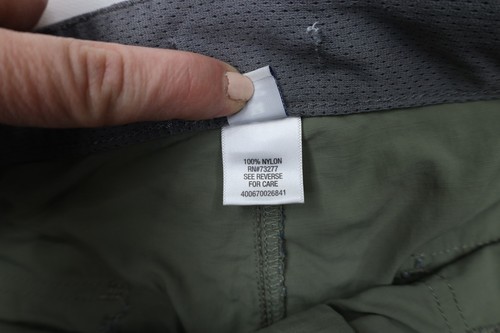 100% NYLON
RN#73277
SEE REVERSE
FOR CARE
400670026841